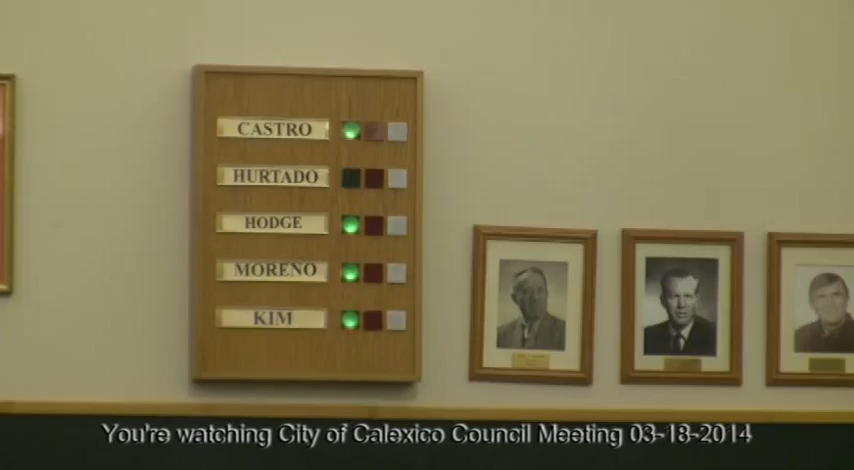 CASTRO
HURTADO
HODGE
MORENO
KIM
You're watching City of Calexico Council Meeting 03-18-2014